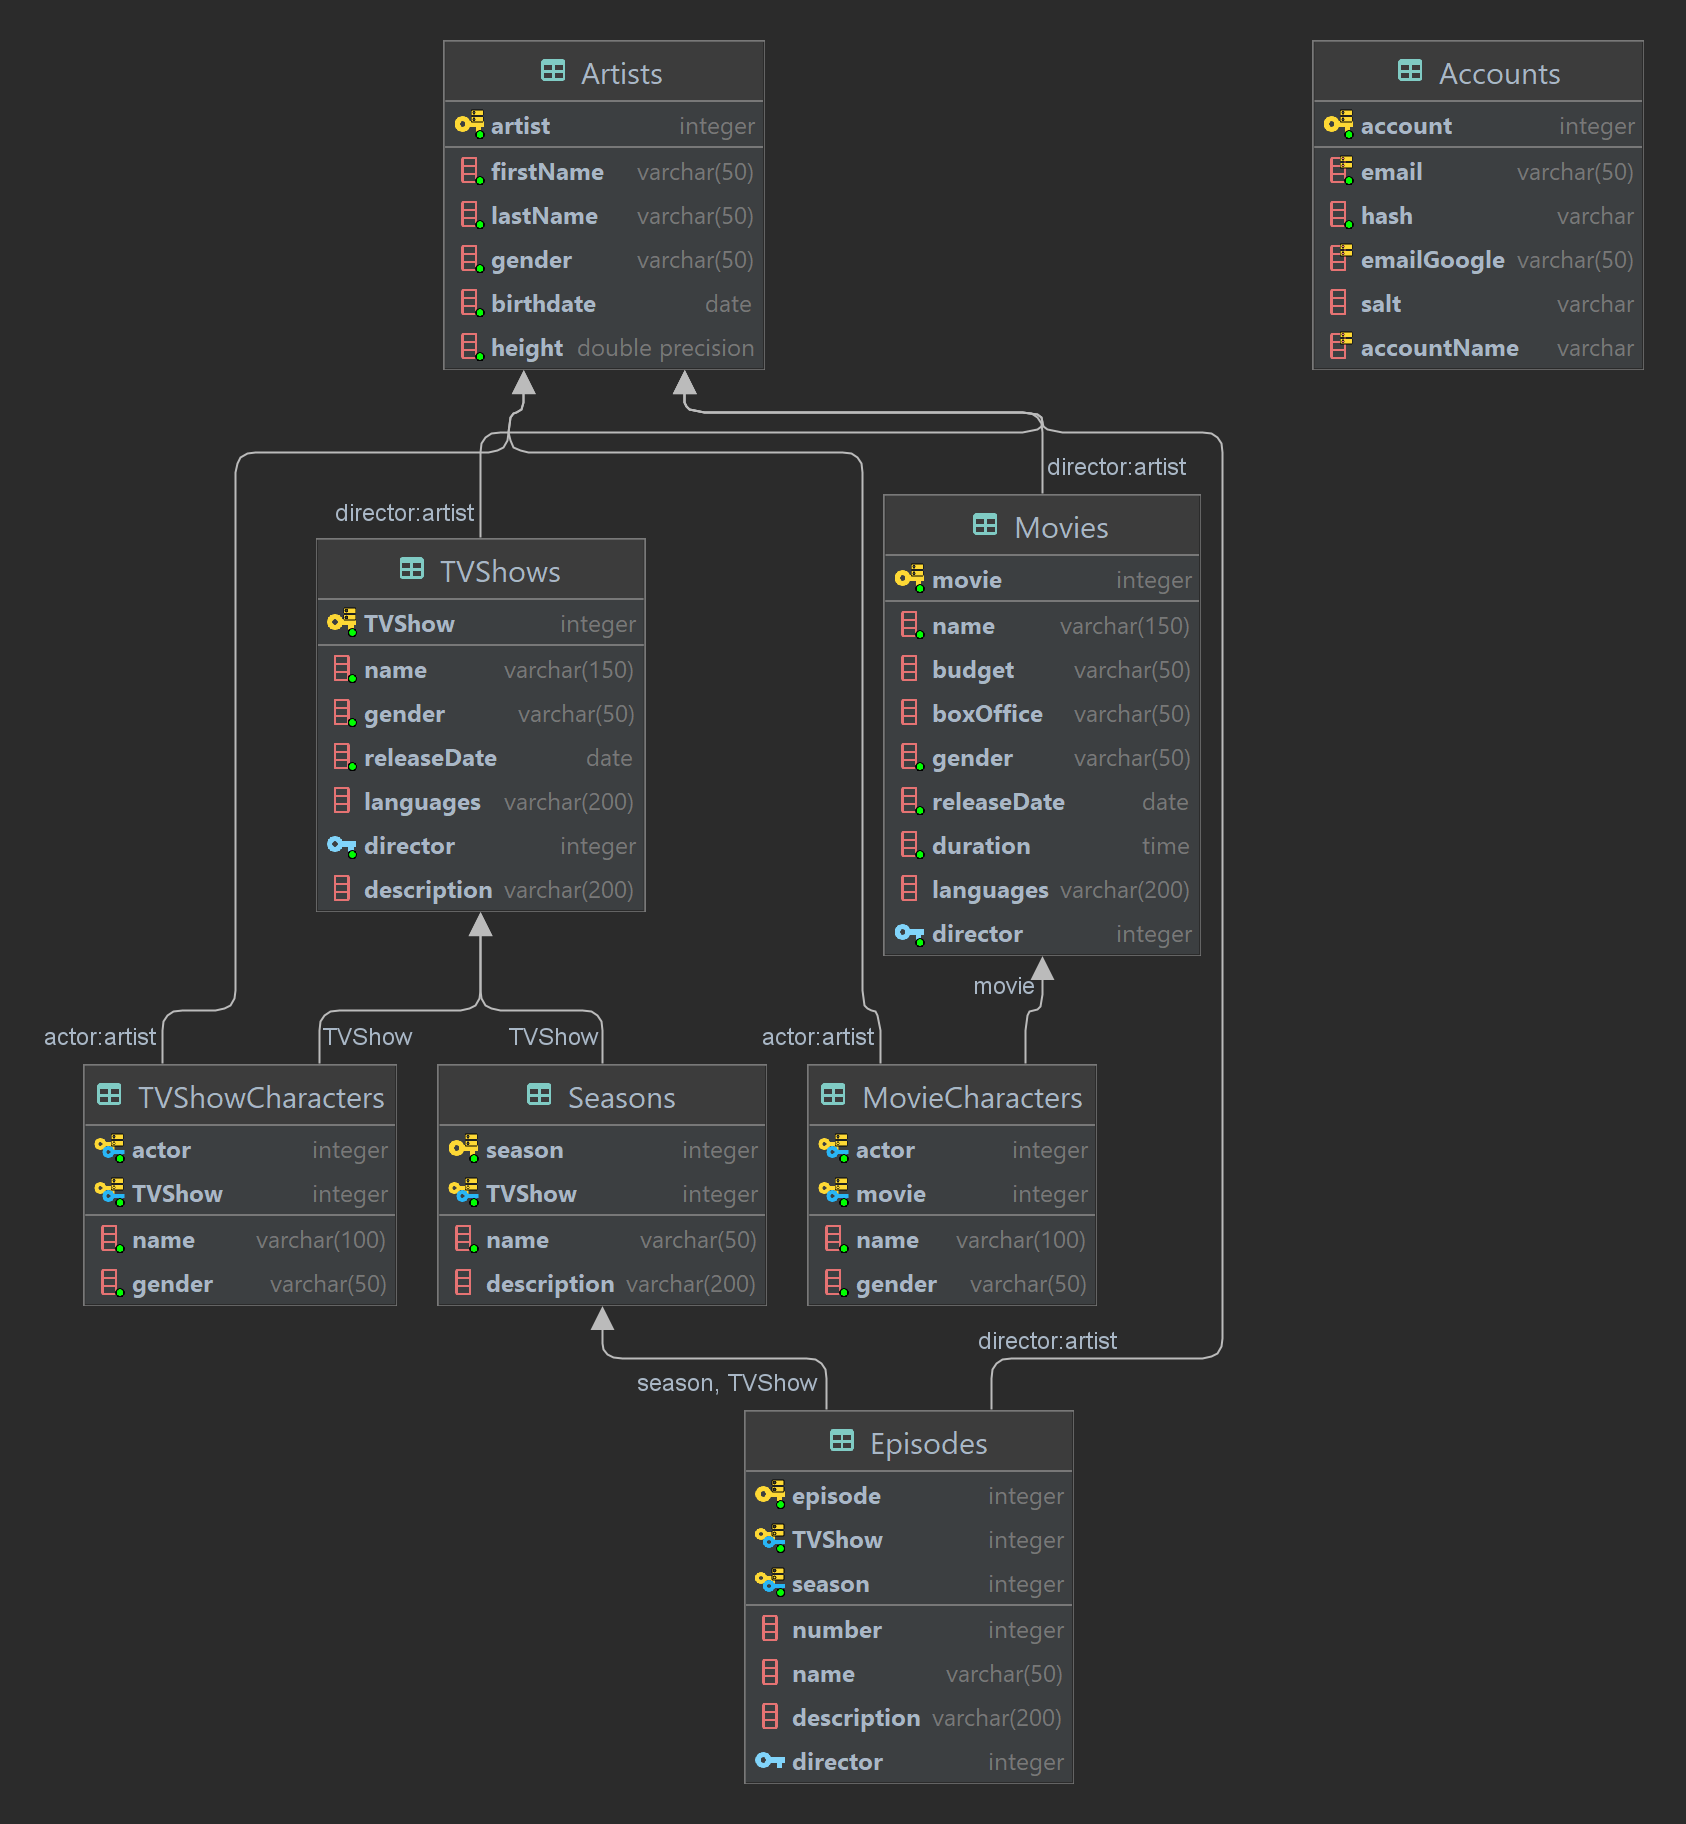 Artists
artist integer
firstName varchar(50)
lastName varchar(50)
gender varchar(50)
birthdate date
height double precision
Accounts
account integer
email varchar(50)
hash varchar
emailGoogle varchar(50)
salt varchar
accountName varchar
director:artist
director:artist
TVShows
TVShow integer
name varchar(150)
gender varchar(50)
releaseDate date
languages varchar(200)
director integer
description varchar(200)
Movies
movie integer
name varchar(150)
budget varchar(50)
boxOffice varchar(50)
gender varchar(50)
releaseDate date
duration time
languages varchar(200)
director integer
movie
actor:artist
TVShow
TVShow
actor:artist
TVShowCharacters
actor integer
TVShow integer
name varchar(100)
gender varchar(50)
Seasons
season integer
TVShow integer
name varchar(50)
description varchar(200)
MovieCharacters
actor integer
movie integer
name varchar(100)
gender varchar(50)
director:artist
season, TVShow
Episodes
episode integer
TVShow integer
season integer
number integer
name varchar(50)
description varchar(200)
director integer